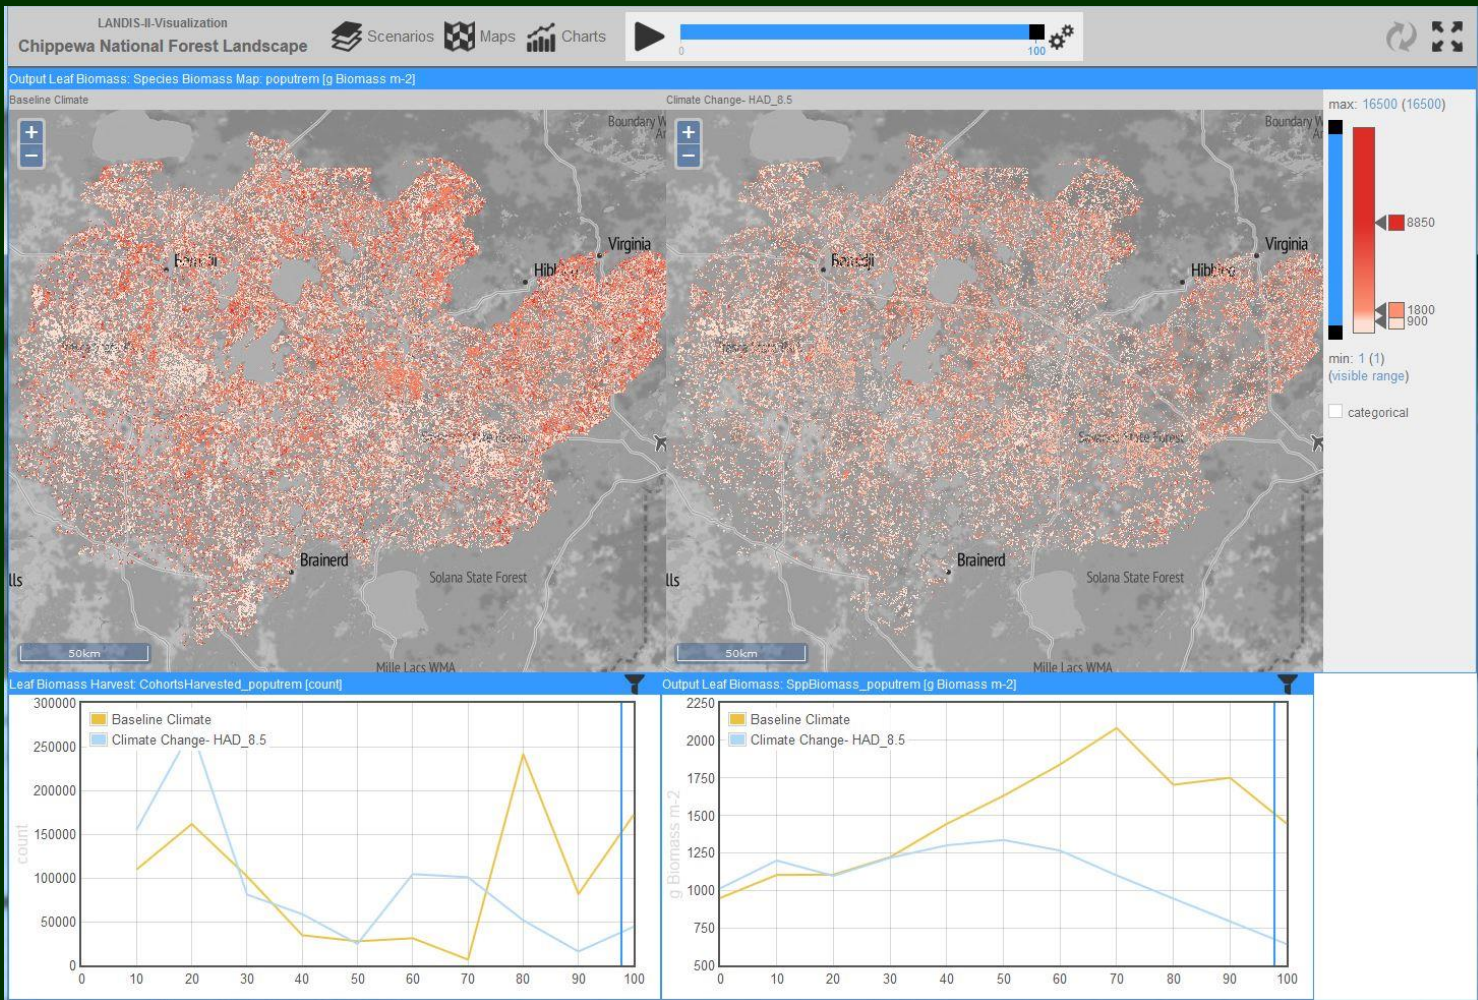 LANDIS-II-Visualization
Chippewa National Forest Landscape
Scenarios
Maps
Charts
0
100
Output Leaf Biomass: Species Biomass Map: poputrem [g Biomass m-2]
Baseline Climate
Climate Change- HAD_8.5
max: 16500 (16500)
8850
1800
900
min: 1 (1)
(visible range)
categorical
+
−
Boundary W
Virginia
Brainerd
lls
Solana State Forest
Mille Lacs WMA
50km
+
−
Boundary W
Virginia
Brainerd
lls
Solana State Forest
Mille Lacs WMA
50km
Leaf Biomass Harvest: CohortsHarvested_poputrem [count]
Baseline Climate
Climate Change- HAD_8.5
count
300000
250000
200000
150000
100000
50000
0
0 10 20 30 40 50 60 70 80 90 100
Output Leaf Biomass: SppBiomass_poputrem [g Biomass m-2]
Baseline Climate
Climate Change- HAD_8.5
g Biomass m-2
2250
2000
1750
1500
1250
1000
750
500
0 10 20 30 40 50 60 70 80 90 100